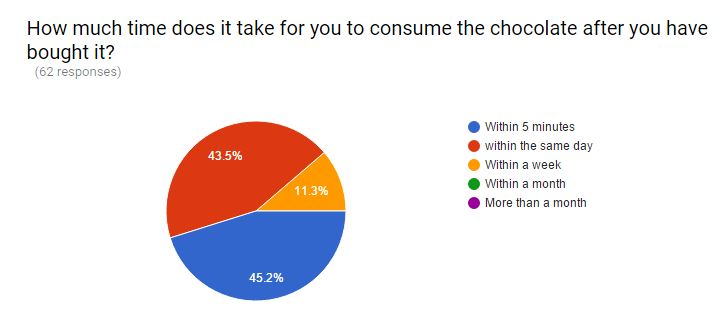 How much time does it take for you to consume the chocolate after you have
bought it?
(62 responses)
43.5%
11.3%
45.2%
Within 5 minutes
within the same day
Within a week
Within a month
More than a month